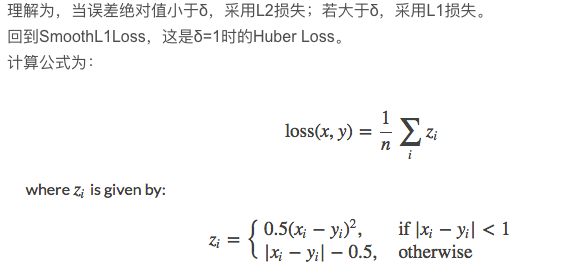 理解为，当误差绝对值小于δ，采用L2损失；若大于δ，采用L1损失。
回到SmoothL1Loss，这是δ=1时的Huber Loss。
计算公式为：
loss(x, y) = \frac{1}{n} \sum_{i} z_i
where z_i is given by:
z_i = \begin{cases} 0.5(x_i − y_i)^2, & if |x_i − y_i| < 1 \\ |x_i − y_i| − 0.5, & otherwise \end{cases}